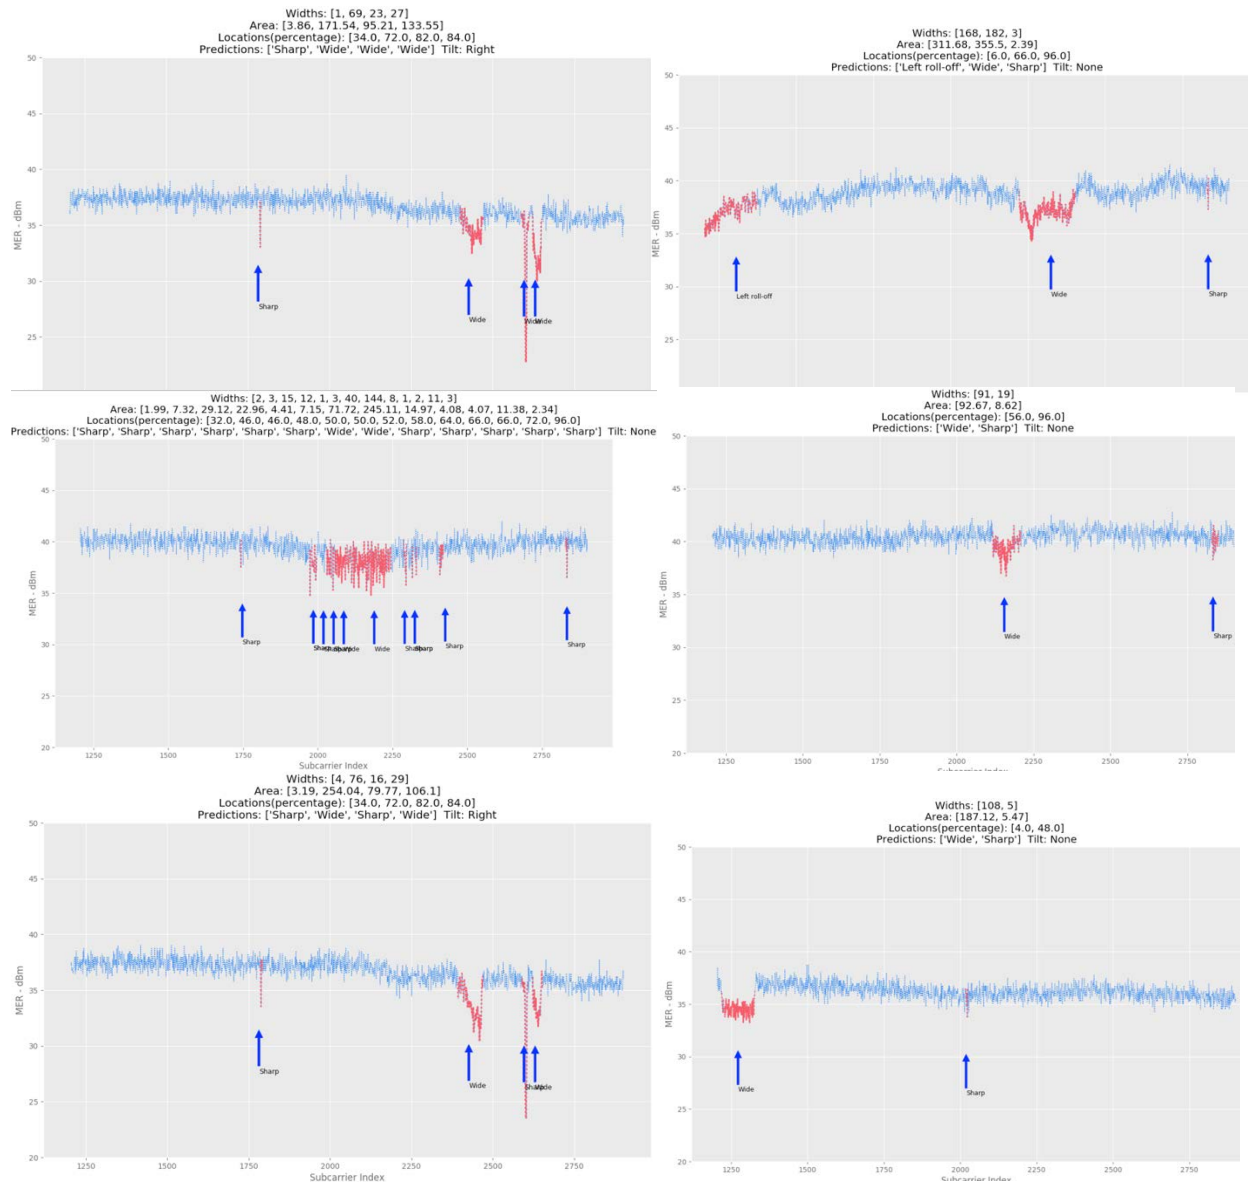 Widths: [1, 69, 23, 27]
Area: [3.86, 171.54, 95.21, 133.55]
Locations(percentage): [34.0, 72.0, 82.0, 84.0]
Predictions: ['Sharp', 'Wide', 'Wide', 'Wide']  Tilt: Right
50
45
40
35
30
25
MER - dBm
Sharp
Wide
Wide
Wide
Widths: [168, 182, 3]
Area: [311.68, 355.5, 2.39]
Locations(percentage): [6.0, 66.0, 96.0]
Predictions: ['Left roll-off', 'Wide', 'Sharp']  Tilt: None
50
45
40
35
30
25
MER - dBm
Left roll-off
Wide
Sharp
Widths: [2, 3, 15, 12, 1, 3, 40, 144, 8, 1, 2, 11, 3]
Area: [1.99, 7.32, 29.12, 22.96, 4.41, 7.15, 71.72, 245.11, 14.97, 4.08, 4.07, 11.38, 2.34]
Locations(percentage): [32.0, 46.0, 46.0, 48.0, 50.0, 50.0, 52.0, 58.0, 64.0, 66.0, 66.0, 72.0, 96.0]
Predictions: ['Sharp', 'Sharp', 'Sharp', 'Sharp', 'Sharp', 'Sharp', 'Wide', 'Wide', 'Sharp', 'Sharp', 'Sharp', 'Sharp', 'Sharp']  Tilt: None
50
45
40
35
30
25
20
MER - dBm
Sharp
Sharp
Sharp
Sharp
Wide
Wide
Sharp
Sharp
Sharp
Sharp
1250 1500 1750 2000 2250 2500 2750
Subcarrier Index
Widths: [91, 19]
Area: [92.67, 8.62]
Locations(percentage): [56.0, 96.0]
Predictions: ['Wide', 'Sharp']  Tilt: None
50
45
40
35
30
25
20
MER - dBm
Wide
Sharp
1250 1500 1750 2000 2250 2500 2750
Subcarrier Index
Widths: [4, 76, 16, 29]
Area: [3.19, 254.04, 79.77, 106.1]
Locations(percentage): [34.0, 72.0, 82.0, 84.0]
Predictions: ['Sharp', 'Wide', 'Sharp', 'Wide']  Tilt: Right
50
45
40
35
30
25
20
MER - dBm
Sharp
Wide
Sharp
Wide
1250 1500 1750 2000 2250 2500 2750
Subcarrier Index
Widths: [108, 5]
Area: [187.12, 5.47]
Locations(percentage): [4.0, 48.0]
Predictions: ['Wide', 'Sharp']  Tilt: None
50
45
40
35
30
25
20
MER - dBm
Wide
Sharp
1250 1500 1750 2000 2250 2500 2750
Subcarrier Index